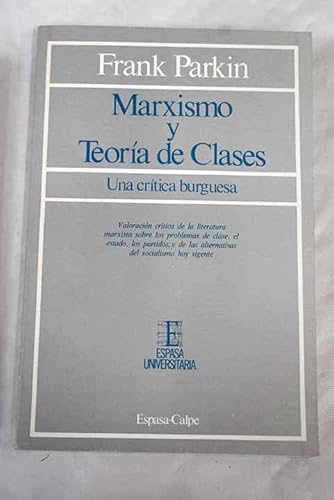 Frank Parkin
Marxismo
y
Teoría de Clases
Una crítica burguesa
Valoración crítica de la literatura
marxista sobre los problemas de clase, el
estado, los partidos, y de las alternativas
del socialismo hoy vigente
E
ESPASA
UNIVERSITARIA
Espasa-Calpe